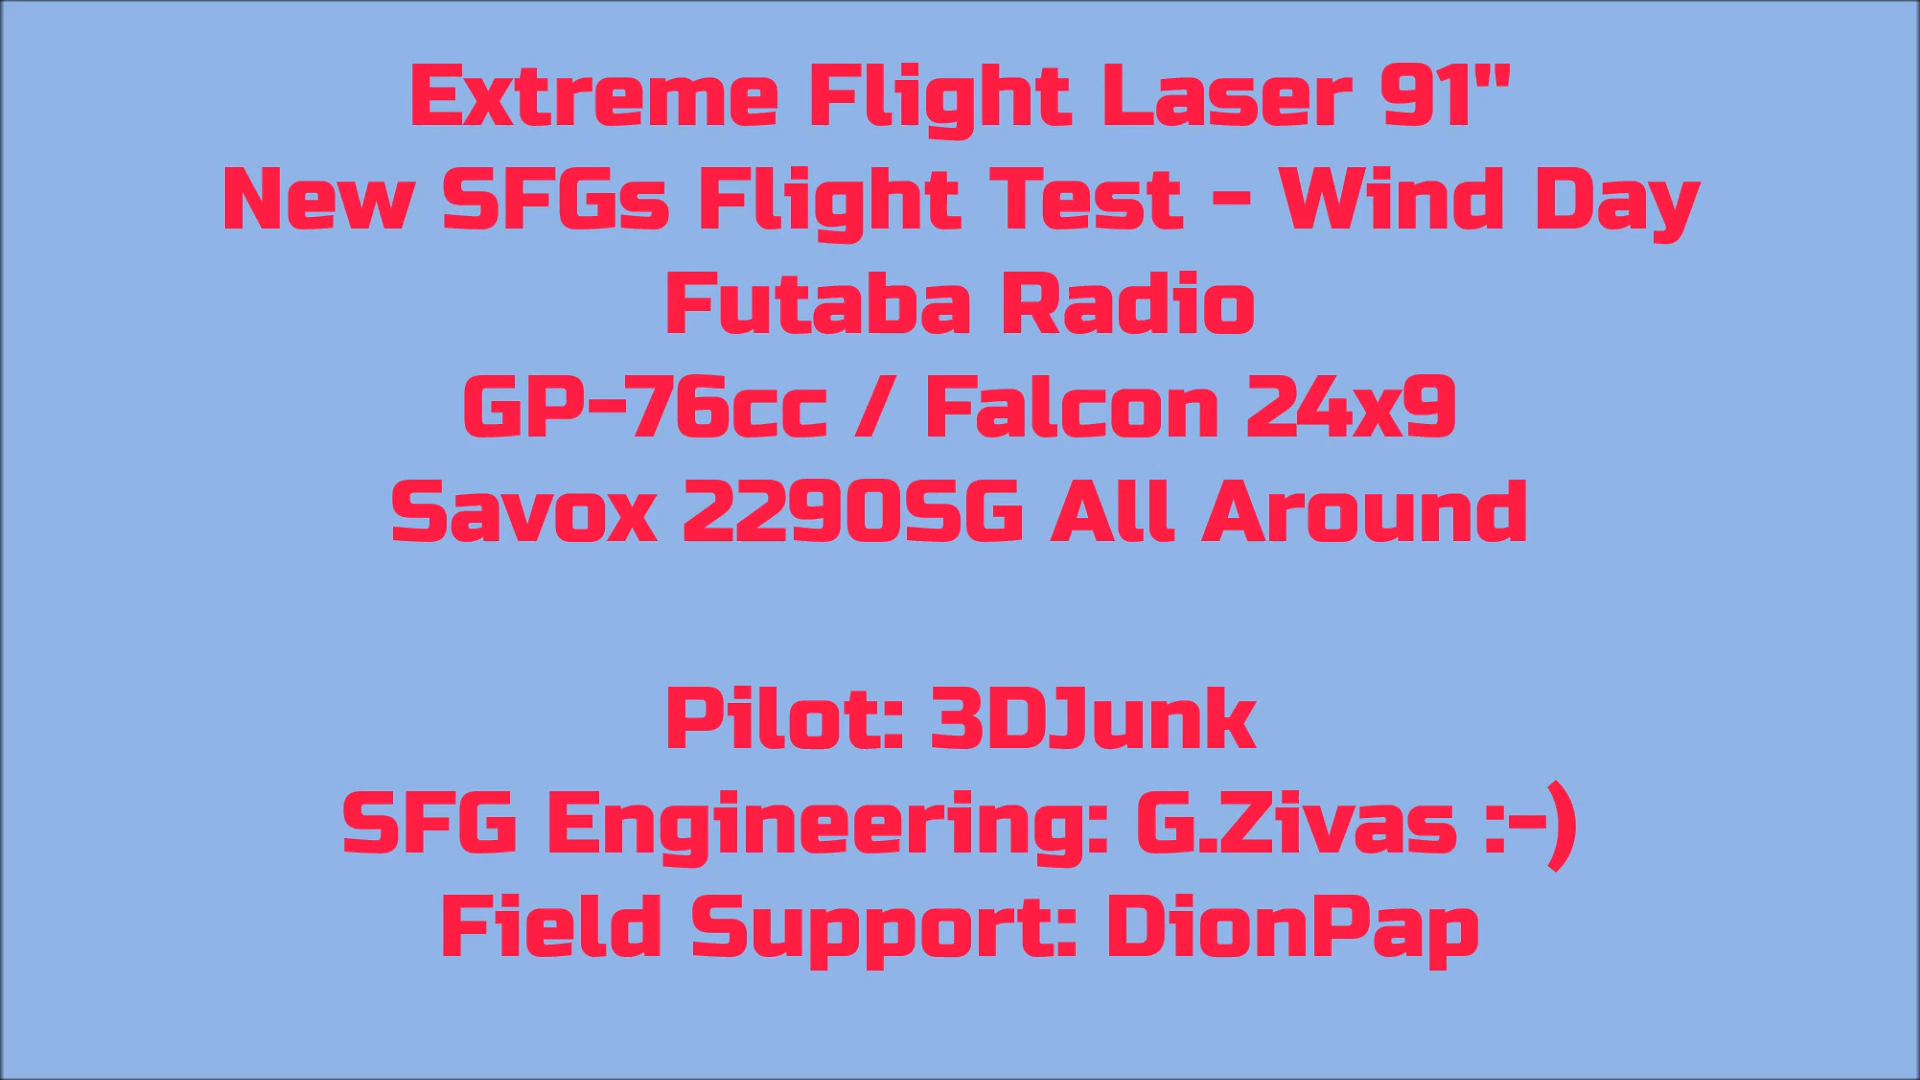 Extreme Flight Laser 91"
New SFGs Flight Test - Wind Day
Futaba Radio
GP-76cc / Falcon 24x9
Savox 2290SG All Around
Pilot: 3DJunk
SFG Engineering: G.Zivas :-)
Field Support: DionPap